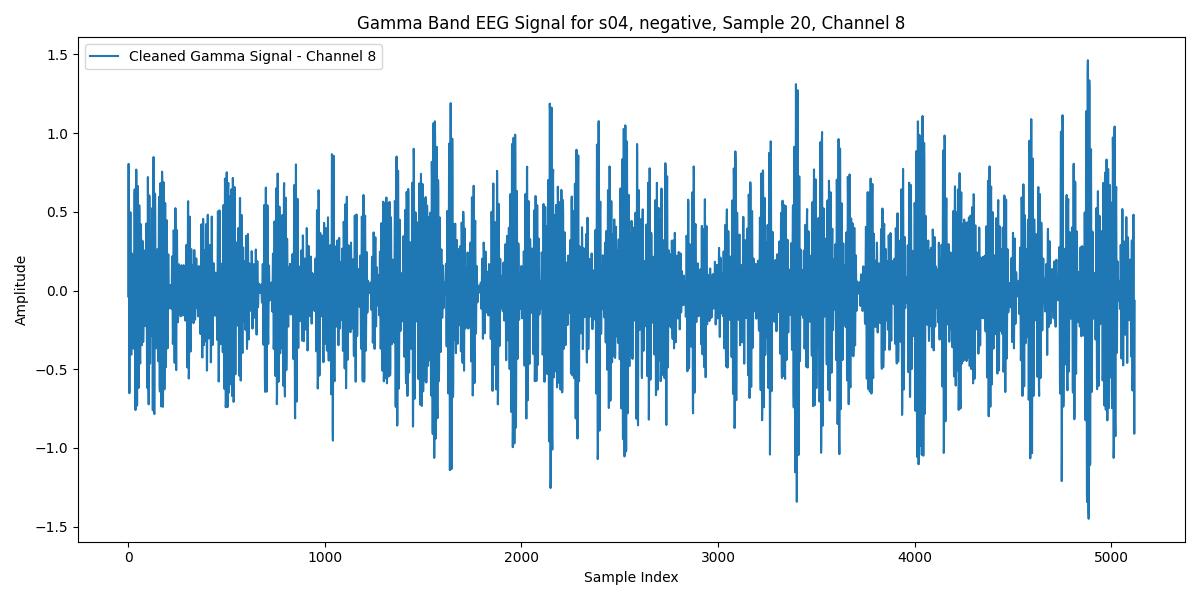 Gamma Band EEG Signal for s04, negative, Sample 20, Channel 8
Cleaned Gamma Signal - Channel 8
1.5
1.0
0.5
0.0
−0.5
−1.0
−1.5
Amplitude
0 1000 2000 3000 4000 5000
Sample Index